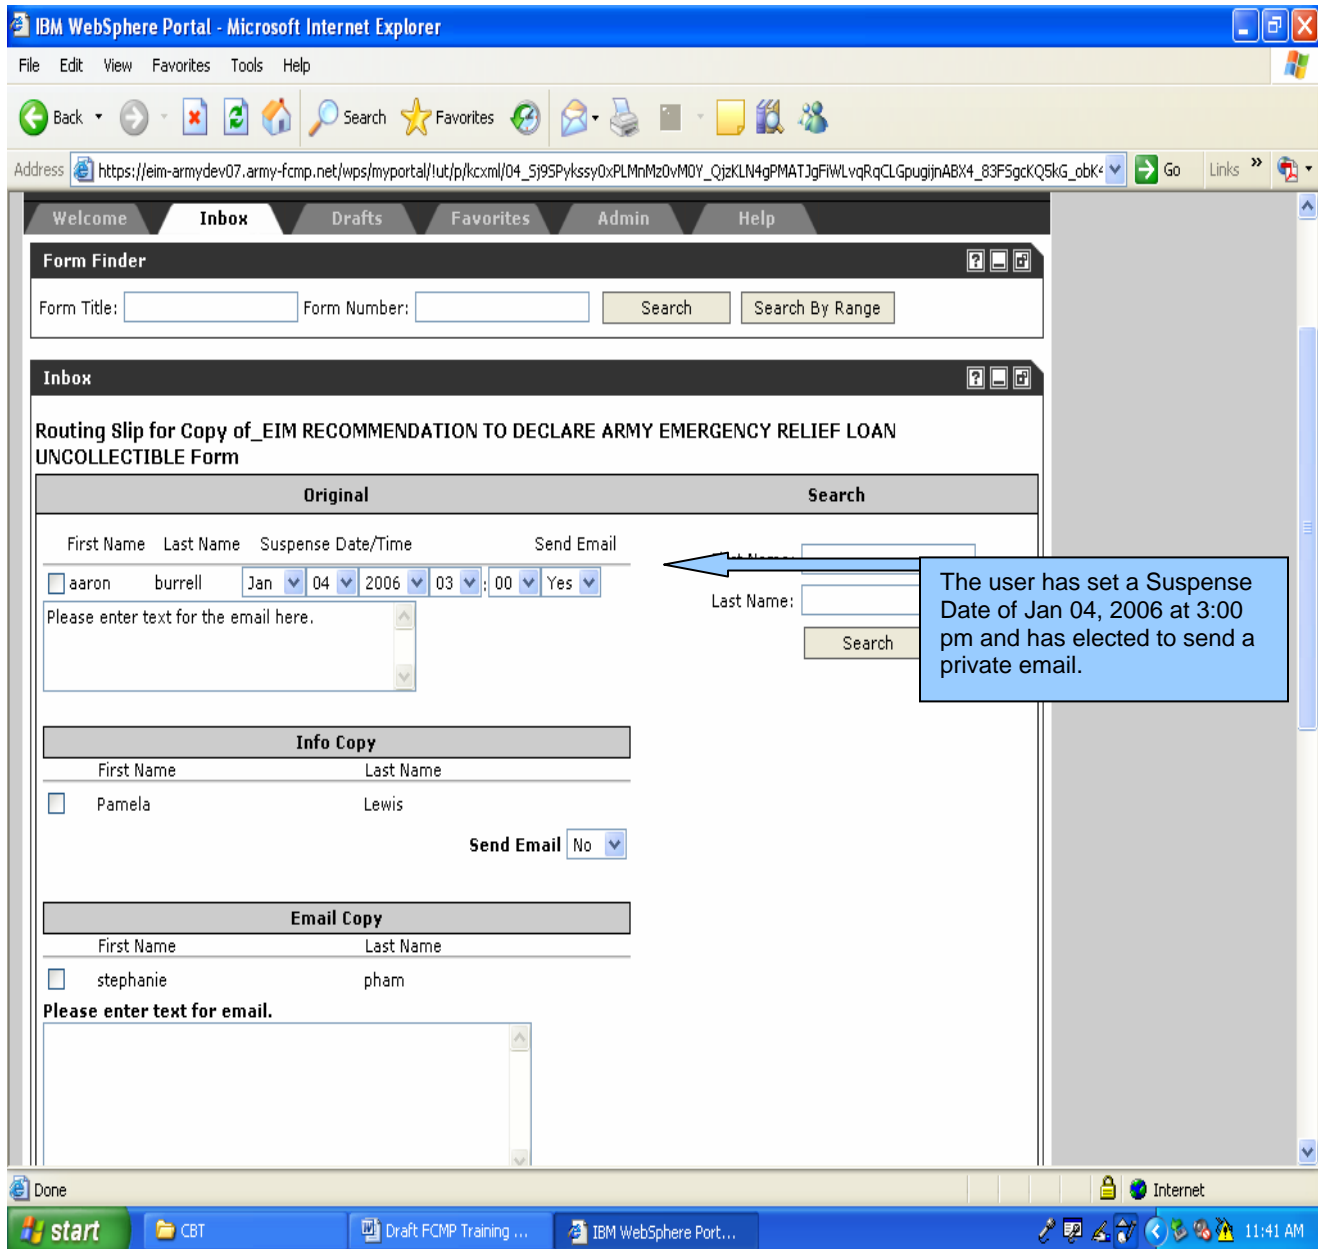 IBM WebSphere Portal - Microsoft Internet Explorer
File Edit View Favorites Tools Help
Back Search Favorites
Address https://eim-armydev07.army-fcmp.net/wps/myportal/!ut/p/kcxml/ Go Links »
Welcome Inbox Drafts Favorites Admin Help
Form Finder
Form Title: Form Number: Search Search By Range
Inbox
Routing Slip for Copy of_EIM RECOMMENDATION TO DECLARE ARMY EMERGENCY RELIEF LOAN
UNCOLLECTIBLE Form
Original Search
First Name Last Name Suspense Date/Time Send Email
aaron burrell Jan 04 2006 03 : 00 Yes
Please enter text for the email here.
Last Name:
Search
The user has set a Suspense
Date of Jan 04, 2006 at 3:00
pm and has elected to send a
private email.
Info Copy
First Name Last Name
Pamela Lewis
Send Email No
Email Copy
First Name Last Name
stephanie pham
Please enter text for email.
Done Internet
start CBT Draft FCMP Training ... IBM WebSphere Port... 11:41 AM